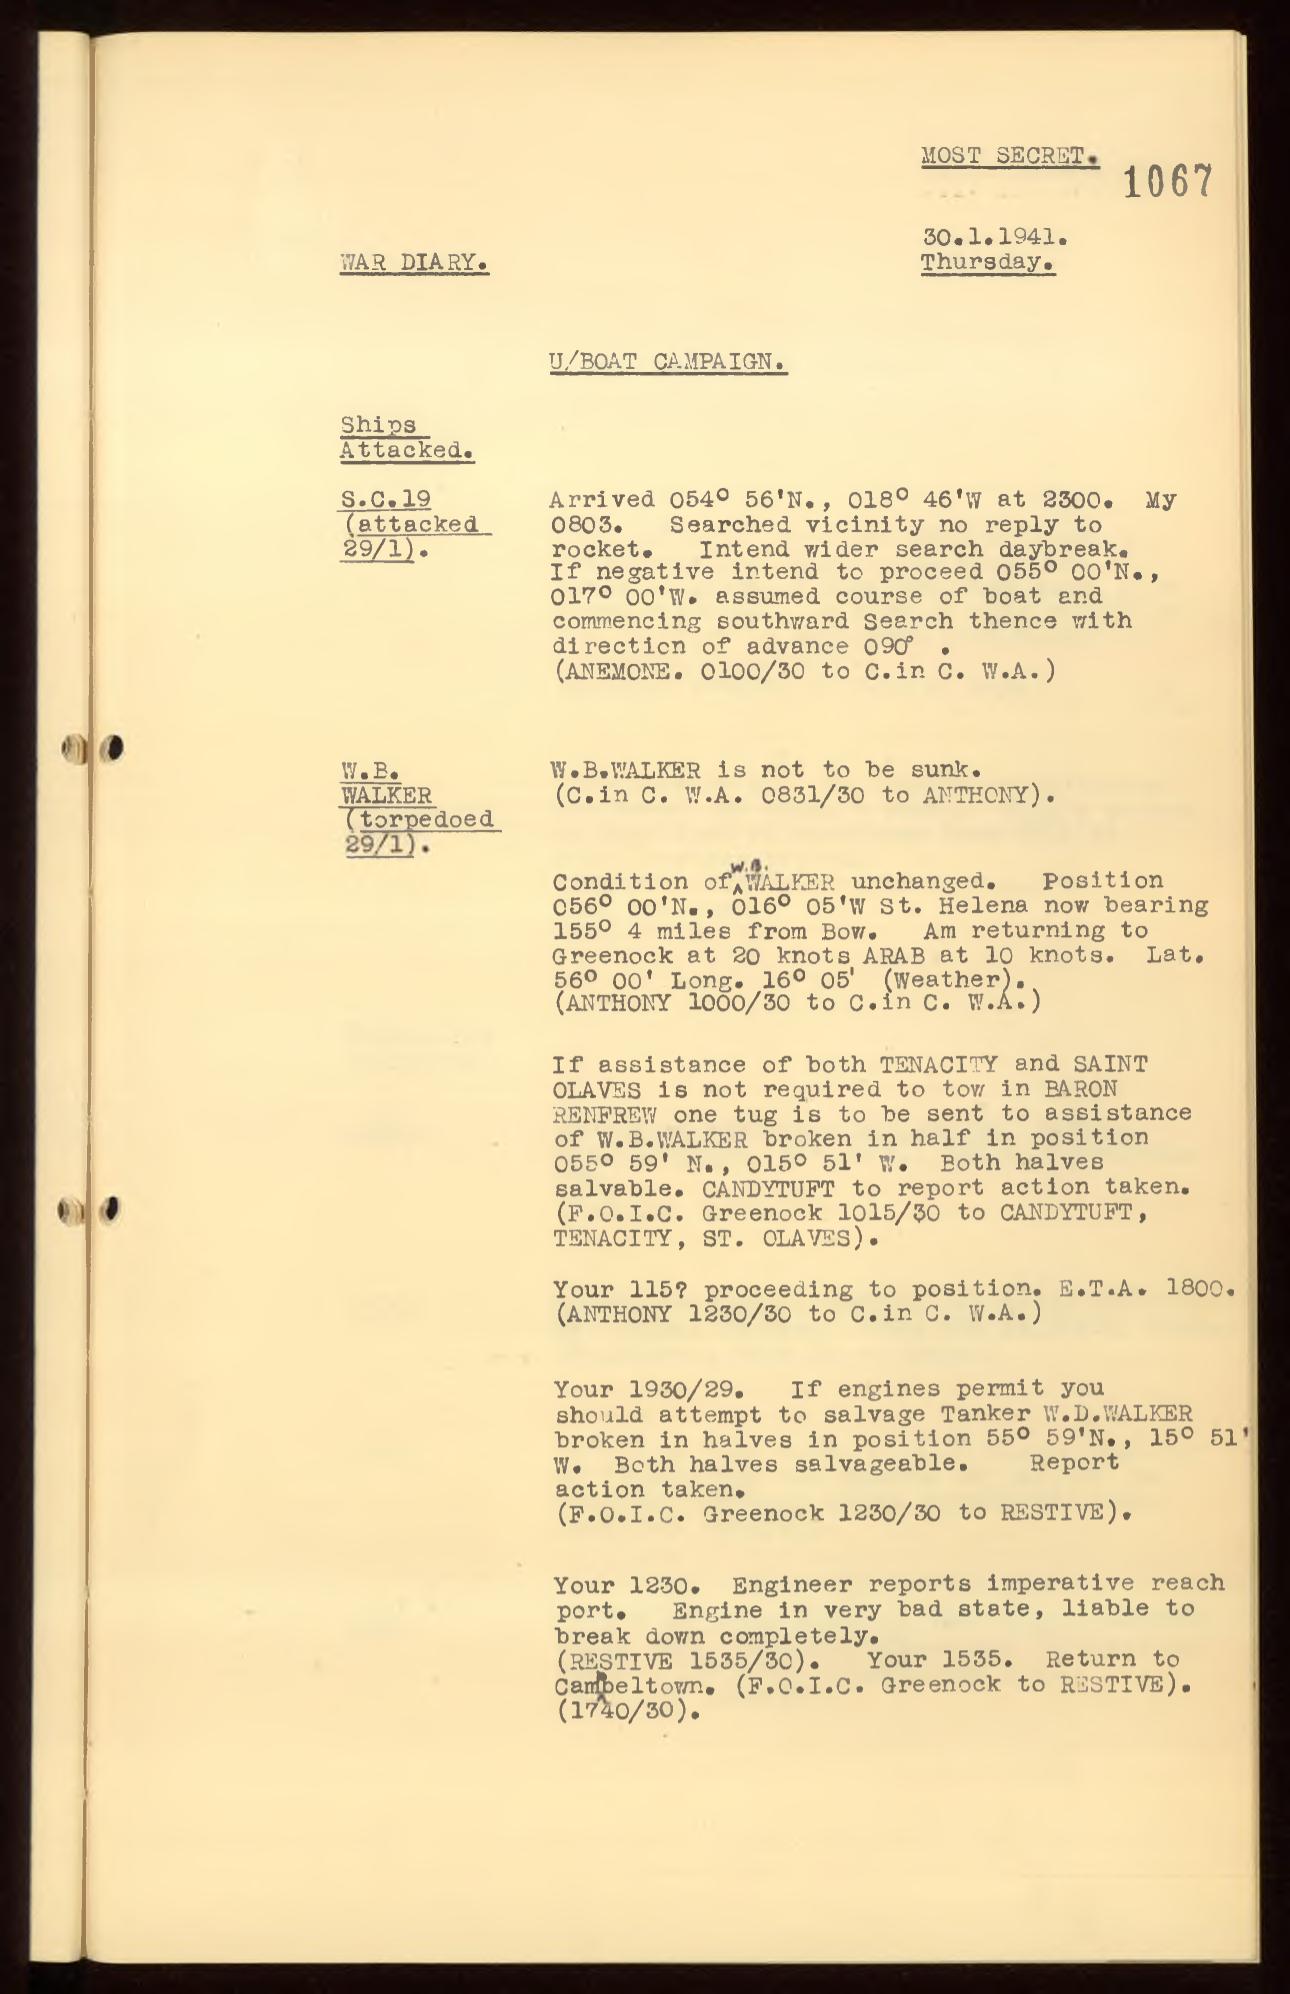 MOST SECRET.
1067
30.1.1941.
WAR DIARY.
Thursday.
U/BOAT CAMPAIGN.
Ships
Attacked.
S.C.19
(attacked
29/1).
Arrived 054° 56'N., 018° 46'W at 2300. My
0803. Searched vicinity no reply to
rocket. Intend wider search daybreak.
If negative intend to proceed 055° 00'N.,
017° 00'W. assumed course of boat and
commencing southward Search thence with
direction of advance 090° .
(ANEMONE. 0100/30 to C.in C. W.A.)
W.B.
WALKER
(torpedoed
29/1).
W.B.WALKER is not to be sunk.
(C.in C. W.A. 0831/30 to ANTHONY).
Condition of W.B. WALKER unchanged. Position
056° 00'N., 016° 05'W St. Helena now bearing
155° 4 miles from Bow. Am returning to
Greenock at 20 knots ARAB at 10 knots. Lat.
56° 00' Long. 16° 05' (Weather).
(ANTHONY 1000/30 to C.in C. W.A.)
If assistance of both TENACITY and SAINT
OLAVES is not required to tow in BARON
RENFREW one tug is to be sent to assistance
of W.B.WALKER broken in half in position
055° 59' N., 015° 51' W. Both halves
salvable. CANDYTUFT to report action taken.
(F.O.I.C. Greenock 1015/30 to CANDYTUFT,
TENACITY, ST. OLAVES).
Your 115? proceeding to position. E.T.A. 1800.
(ANTHONY 1230/30 to C.in C. W.A.)
Your 1930/29. If engines permit you
should attempt to salvage Tanker W.D.WALKER
broken in halves in position 55° 59'N., 15° 51'
W. Both halves salvageable. Report
action taken.
(F.O.I.C. Greenock 1230/30 to RESTIVE).
Your 1230. Engineer reports imperative reach
port. Engine in very bad state, liable to
break down completely.
(RESTIVE 1535/30). Your 1535. Return to
Campbeltown. (F.O.I.C. Greenock to RESTIVE).
(1740/30).